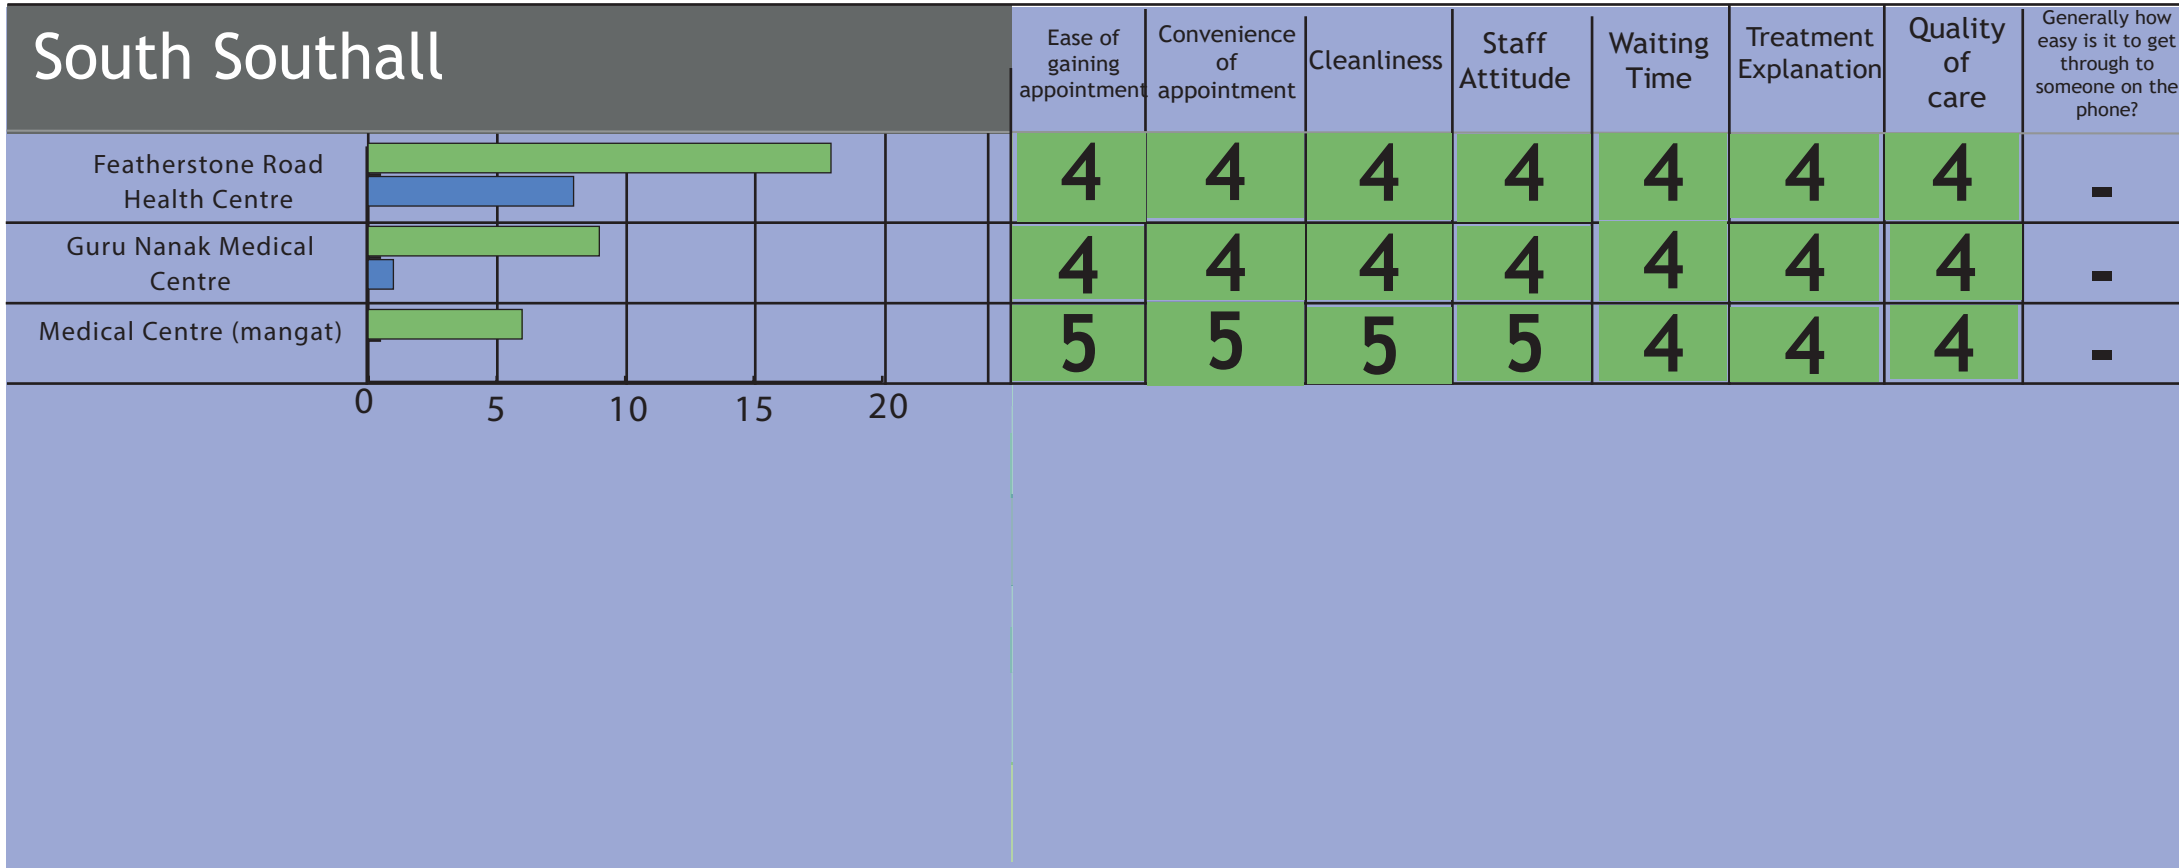 South Southall
Ease of
gaining
appointment
Convenience
of
appointment
Cleanliness
Staff
Attitude
Waiting
Time
Treatment
Explanation
Quality
of
care
Generally how
easy is it to get
through to
someone on the
phone?
Featherstone Road
Health Centre
4 4 4 4 4 4 4 -
Guru Nanak Medical
Centre
4 4 4 4 4 4 4 -
Medical Centre (mangat)
5 5 5 5 4 4 4 -
0 5 10 15 20